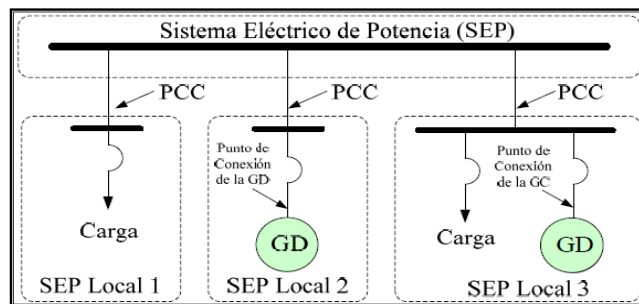 Sistema Eléctrico de Potencia (SEP)
PCC
PCC
PCC
Carga
SEP Local 1
Punto de
Conexión
de la GD
GD
SEP Local 2
Carga
Punto de
Conexión
de la GC
GD
SEP Local 3